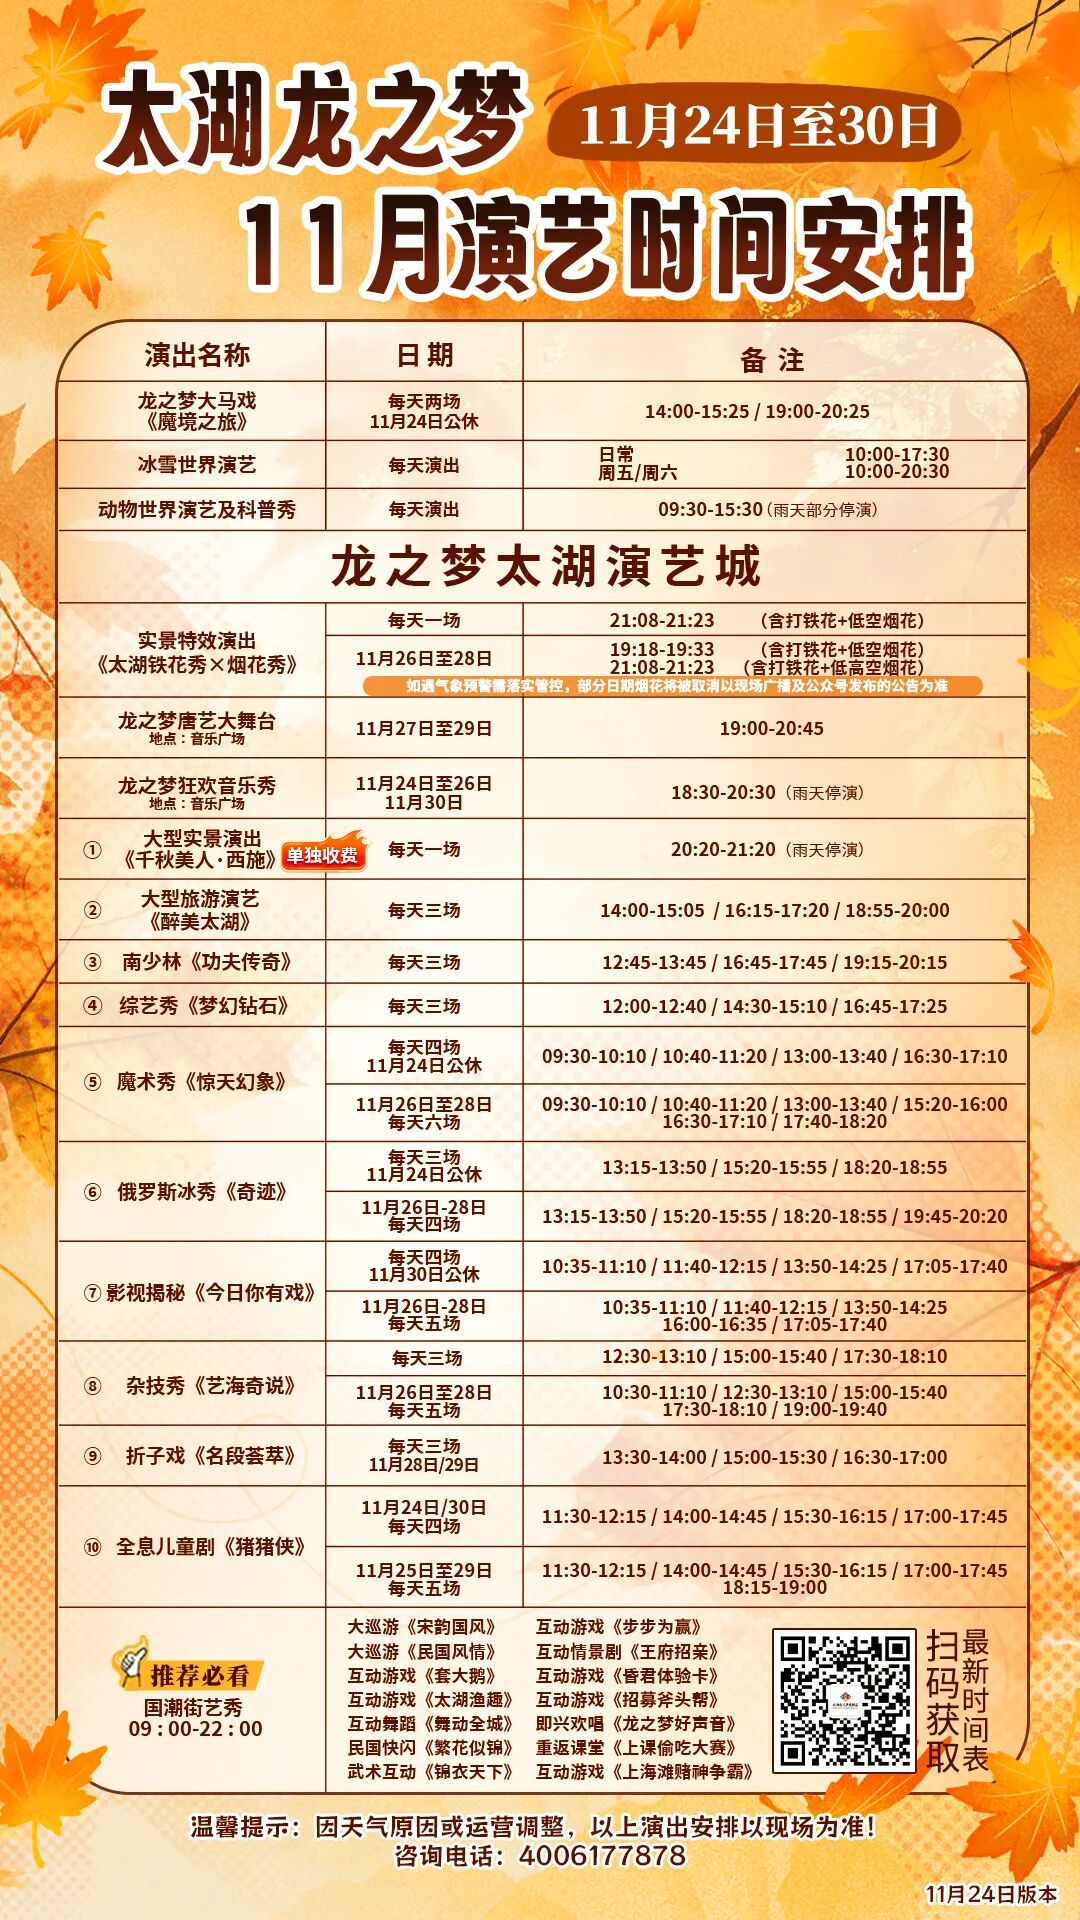 太湖龙之梦
11月24日至30日
11月演艺时间安排
演出名称 日期 备注
龙之梦大马戏
《魔境之旅》
每天两场
11月24日公休
14:00-15:25 / 19:00-20:25
冰雪世界演艺
每天演出
日常 10:00-17:30
周五/周六 10:00-20:30
动物世界演艺及科普秀
每天演出
09:30-15:30(雨天部分停演)
龙之梦太湖演艺城
实景特效演出
《太湖铁花秀×烟花秀》
每天一场
21:08-21:23 （含打铁花+低空烟花）
11月26日至28日
19:18-19:33 （含打铁花+低空烟花）
21:08-21:23 （含打铁花+低高空烟花）
如遇气象预警需落实管控，部分日期烟花将被取消以现场广播及公众号发布的公告为准
龙之梦唐艺大舞台
地点：音乐广场
11月27日至29日
19:00-20:45
龙之梦狂欢音乐秀
地点：音乐广场
11月24日至26日
11月30日
18:30-20:30（雨天停演）
① 大型实景演出
《千秋美人·西施》
单独收费
每天一场
20:20-21:20（雨天停演）
② 大型旅游演艺
《醉美太湖》
每天三场
14:00-15:05 / 16:15-17:20 / 18:55-20:00
③ 南少林《功夫传奇》
每天三场
12:45-13:45 / 16:45-17:45 / 19:15-20:15
④ 综艺秀《梦幻钻石》
每天三场
12:00-12:40 / 14:30-15:10 / 16:45-17:25
⑤ 魔术秀《惊天幻象》
每天四场
11月24日公休
09:30-10:10 / 10:40-11:20 / 13:00-13:40 / 16:30-17:10
11月26日至28日
每天六场
09:30-10:10 / 10:40-11:20 / 13:00-13:40 / 15:20-16:00
16:30-17:10 / 17:40-18:20
⑥ 俄罗斯冰秀《奇迹》
每天三场
11月24日公休
13:15-13:50 / 15:20-15:55 / 18:20-18:55
11月26日-28日
每天四场
13:15-13:50 / 15:20-15:55 / 18:20-18:55 / 19:45-20:20
⑦ 影视揭秘《今日你有戏》
每天四场
11月30日公休
10:35-11:10 / 11:40-12:15 / 13:50-14:25 / 17:05-17:40
11月26日-28日
每天五场
10:35-11:10 / 11:40-12:15 / 13:50-14:25
16:00-16:35 / 17:05-17:40
⑧ 杂技秀《艺海奇说》
每天三场
12:30-13:10 / 15:00-15:40 / 17:30-18:10
11月26日至28日
每天五场
10:30-11:10 / 12:30-13:10 / 15:00-15:40
17:30-18:10 / 19:00-19:40
⑨ 折子戏《名段荟萃》
每天三场
11月28日/29日
13:30-14:00 / 15:00-15:30 / 16:30-17:00
⑩ 全息儿童剧《猪猪侠》
11月24日/30日
每天四场
11:30-12:15 / 14:00-14:45 / 15:30-16:15 / 17:00-17:45
11月25日至29日
每天五场
11:30-12:15 / 14:00-14:45 / 15:30-16:15 / 17:00-17:45
18:15-19:00
推荐必看
国潮街艺秀
09：00-22：00
大巡游《宋韵国风》 互动游戏《步步为赢》
大巡游《民国风情》 互动情景剧《王府招亲》
互动游戏《套大鹅》 互动游戏《昏君体验卡》
互动游戏《太湖渔趣》 互动游戏《招募斧头帮》
互动舞蹈《舞动全城》 即兴欢唱《龙之梦好声音》
民国快闪《繁花似锦》 重返课堂《上课偷吃大赛》
武术互动《锦衣天下》 互动游戏《上海滩赌神争霸》
扫码获取
最新时间表
温馨提示：因天气原因或运营调整，以上演出安排以现场为准！
咨询电话：4006177878
11月24日版本